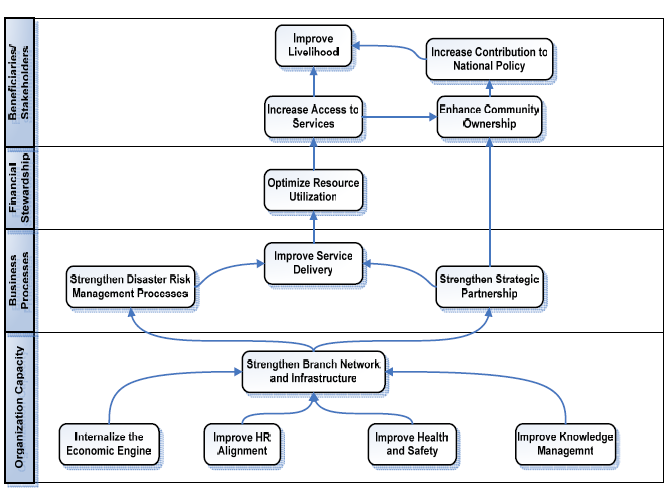 Beneficiaries/
Stakeholders
Improve
Livelihood
Increase Contribution to
National Policy
Increase Access to
Services
Enhance Community
Ownership
Financial
Stewardship
Optimize Resource
Utilization
Business
Processes
Improve Service
Delivery
Strengthen Disaster Risk
Management Processes
Strengthen Strategic
Partnership
Organization Capacity
Strengthen Branch Network
and Infrastructure
Internalize the
Economic Engine
Improve HR
Alignment
Improve Health
and Safety
Improve Knowledge
Managemnt